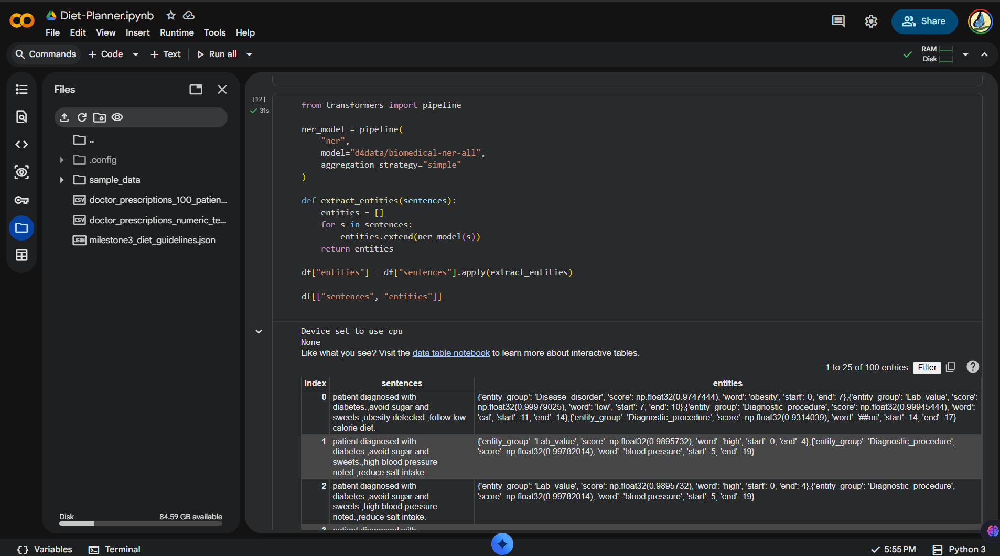 Diet-Planner.ipynb
File Edit View Insert Runtime Tools Help
Share
Commands + Code + Text Run all
RAM
Disk
Files
..
.config
sample_data
CSV doctor_prescriptions_100_patien...
CSV doctor_prescriptions_numeric_te...
JSON milestone3_diet_guidelines.json
Disk 84.59 GB available
[12]
31s
from transformers import pipeline
ner_model = pipeline(
"ner",
model="d4data/biomedical-ner-all",
aggregation_strategy="simple"
)
def extract_entities(sentences):
entities = []
for s in sentences:
entities.extend(ner_model(s))
return entities
df["entities"] = df["sentences"].apply(extract_entities)
df[["sentences", "entities"]]
Device set to use cpu
None
Like what you see? Visit the data table notebook to learn more about interactive tables.
1 to 25 of 100 entries Filter ?
index sentences entities
0
patient diagnosed with
diabetes.,avoid sugar and
sweets.,obesity detected.,follow low
calorie diet.
{'entity_group': 'Disease_disorder', 'score': np.float32(0.9747444), 'word': 'obesity', 'start': 0, 'end': 7},{'entity_group': 'Lab_value', 'score':
np.float32(0.99979025), 'word': 'low', 'start': 7, 'end': 10},{'entity_group': 'Diagnostic_procedure', 'score': np.float32(0.99945444), 'word':
'cal', 'start': 11, 'end': 14},{'entity_group': 'Diagnostic_procedure', 'score': np.float32(0.9314039), 'word': '##ori', 'start': 14, 'end': 17}
1
patient diagnosed with
diabetes.,avoid sugar and
sweets.,high blood pressure
noted.,reduce salt intake.
{'entity_group': 'Lab_value', 'score': np.float32(0.9895732), 'word': 'high', 'start': 0, 'end': 4},{'entity_group': 'Diagnostic_procedure',
'score': np.float32(0.99782014), 'word': 'blood pressure', 'start': 5, 'end': 19}
2
patient diagnosed with
diabetes.,avoid sugar and
sweets.,high blood pressure
noted.,reduce salt intake.
{'entity_group': 'Lab_value', 'score': np.float32(0.9895732), 'word': 'high', 'start': 0, 'end': 4},{'entity_group': 'Diagnostic_procedure',
'score': np.float32(0.99782014), 'word': 'blood pressure', 'start': 5, 'end': 19}
3 patient diagnosed with
{} Variables Terminal
5:55 PM Python 3